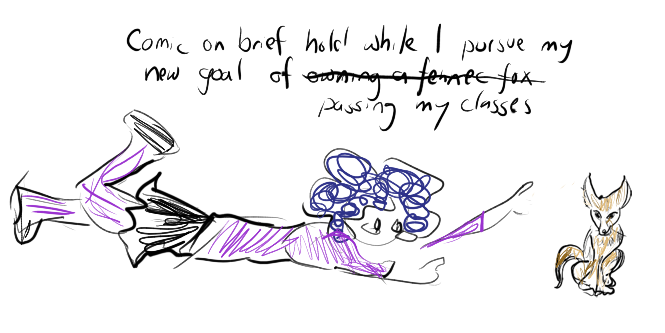 Comic on brief hold while I pursue my
new goal of owning a fennec fox
passing my classes